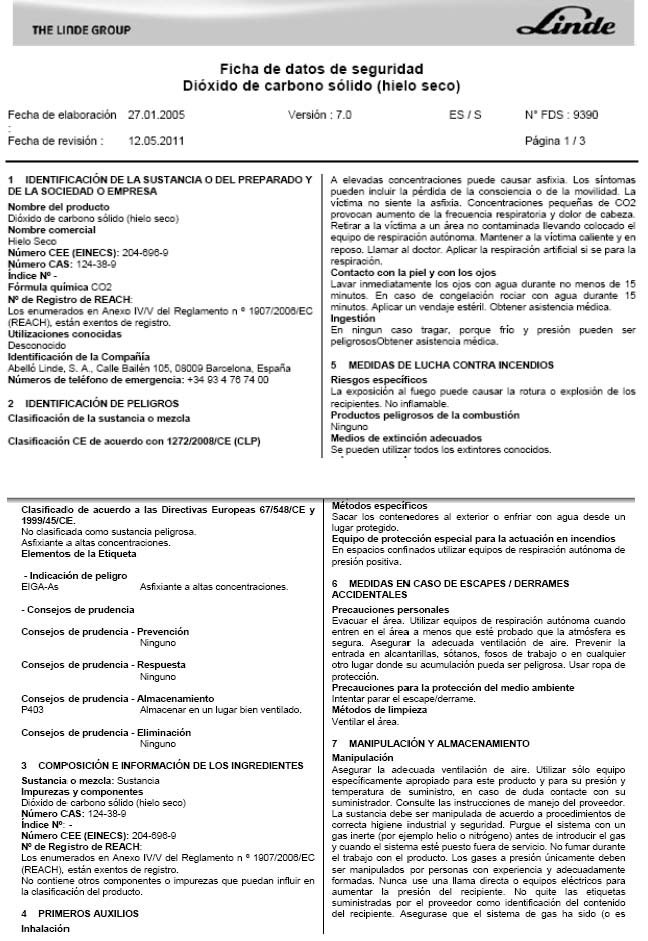 THE LINDE GROUP
Linde
Ficha de datos de seguridad
Dióxido de carbono sólido (hielo seco)
Fecha de elaboración 27.01.2005 Versión : 7.0 ES / S N° FDS : 9390
:
Fecha de revisión : 12.05.2011 Página 1 / 3
1 IDENTIFICACIÓN DE LA SUSTANCIA O DEL PREPARADO Y
DE LA SOCIEDAD O EMPRESA
Nombre del producto
Dióxido de carbono sólido (hielo seco)
Nombre comercial
Hielo Seco
Número CEE (EINECS): 204-696-9
Número CAS: 124-38-9
Índice Nº -
Fórmula química CO2
Nº de Registro de REACH:
Los enumerados en Anexo IV/V del Reglamento n º 1907/2006/EC
(REACH), están exentos de registro.
Utilizaciones conocidas
Desconocido
Identificación de la Compañía
Abelló Linde, S. A., Calle Bailén 105, 08009 Barcelona, España
Números de teléfono de emergencia: +34 93 4 76 74 00
2 IDENTIFICACIÓN DE PELIGROS
Clasificación de la sustancia o mezcla
Clasificación CE de acuerdo con 1272/2008/CE (CLP)
A elevadas concentraciones puede causar asfixia. Los síntomas
pueden incluir la pérdida de la consciencia o de la movilidad. La
víctima no siente la asfixia. Concentraciones pequeñas de CO2
provocan aumento de la frecuencia respiratoria y dolor de cabeza.
Retirar a la víctima a un área no contaminada llevando colocado el
equipo de respiración autónoma. Mantener a la víctima caliente y en
reposo. Llamar al doctor. Aplicar la respiración artificial si se para la
respiración.
Contacto con la piel y con los ojos
Lavar inmediatamente los ojos con agua durante no menos de 15
minutos. En caso de congelación rociar con agua durante 15
minutos. Aplicar un vendaje estéril. Obtener asistencia médica.
Ingestión
En ningun caso tragar, porque frío y presión pueden ser
peligrososObtener asistencia médica.
5 MEDIDAS DE LUCHA CONTRA INCENDIOS
Riesgos específicos
La exposición al fuego puede causar la rotura o explosión de los
recipientes. No inflamable.
Productos peligrosos de la combustión
Ninguno
Medios de extinción adecuados
Se pueden utilizar todos los extintores conocidos.
Clasificado de acuerdo a las Directivas Europeas 67/548/CE y
1999/45/CE.
No clasificada como sustancia peligrosa.
Asfixiante a altas concentraciones.
Elementos de la Etiqueta
- Indicación de peligro
EIGA-As Asfixiante a altas concentraciones.
- Consejos de prudencia
Consejos de prudencia - Prevención
Ninguno
Consejos de prudencia - Respuesta
Ninguno
Consejos de prudencia - Almacenamiento
P403 Almacenar en un lugar bien ventilado.
Consejos de prudencia - Eliminación
Ninguno
3 COMPOSICIÓN E INFORMACIÓN DE LOS INGREDIENTES
Sustancia o mezcla: Sustancia
Impurezas y componentes
Dióxido de carbono sólido (hielo seco)
Número CAS: 124-38-9
Índice Nº: -
Número CEE (EINECS): 204-696-9
Nº de Registro de REACH:
Los enumerados en Anexo IV/V del Reglamento n º 1907/2006/EC
(REACH), están exentos de registro.
No contiene otros componentes o impurezas que puedan influir en
la clasificación del producto.
4 PRIMEROS AUXILIOS
Inhalación
Métodos específicos
Sacar los contenedores al exterior o enfriar con agua desde un
lugar protegido.
Equipo de protección especial para la actuación en incendios
En espacios confinados utilizar equipos de respiración autónoma de
presión positiva.
6 MEDIDAS EN CASO DE ESCAPES / DERRAMES
ACCIDENTALES
Precauciones personales
Evacuar el área. Utilizar equipos de respiración autónoma cuando
entren en el área a menos que esté probado que la atmósfera es
segura. Asegurar la adecuada ventilación de aire. Prevenir la
entrada en alcantarillas, sótanos, fosos de trabajo o en cualquier
otro lugar donde su acumulación pueda ser peligrosa. Usar ropa de
protección.
Precauciones para la protección del medio ambiente
Intentar parar el escape/derrame.
Métodos de limpieza
Ventilar el área.
7 MANIPULACIÓN Y ALMACENAMIENTO
Manipulación
Asegurar la adecuada ventilación de aire. Utilizar sólo equipo
específicamente apropiado para este producto y para su presión y
temperatura de suministro, en caso de duda contacte con su
suministrador. Consulte las instrucciones de manejo del proveedor.
La sustancia debe ser manipulada de acuerdo a procedimientos de
correcta higiene industrial y seguridad. Purgue el sistema con un
gas inerte (por ejemplo helio o nitrógeno) antes de introducir el gas
y cuando el sistema esté puesto fuera de servicio. No fumar durante
el trabajo con el producto. Los gases a presión únicamente deben
ser manipulados por personas con experiencia y adecuadamente
formadas. Nunca use una llama directa o equipos eléctricos para
aumentar la presión del recipiente. No quite las etiquetas
suministradas por el proveedor como identificación del contenido
del recipiente. Asegurase que el sistema de gas ha sido (o es